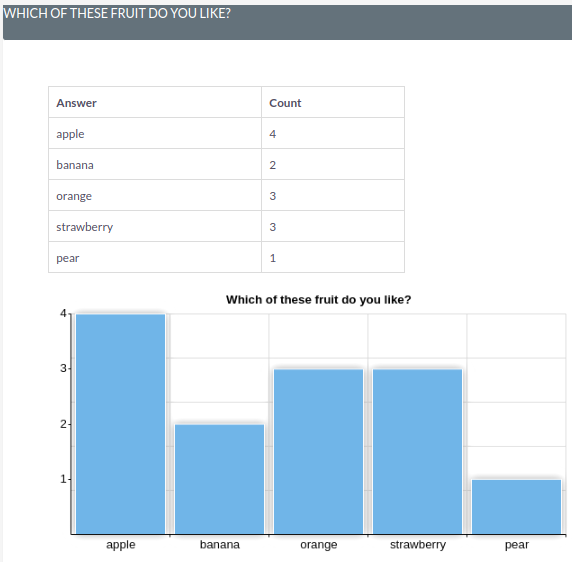 WHICH OF THESE FRUIT DO YOU LIKE?
Answer Count
apple 4
banana 2
orange 3
strawberry 3
pear 1
Which of these fruit do you like?
4
3
2
1
apple banana orange strawberry pear